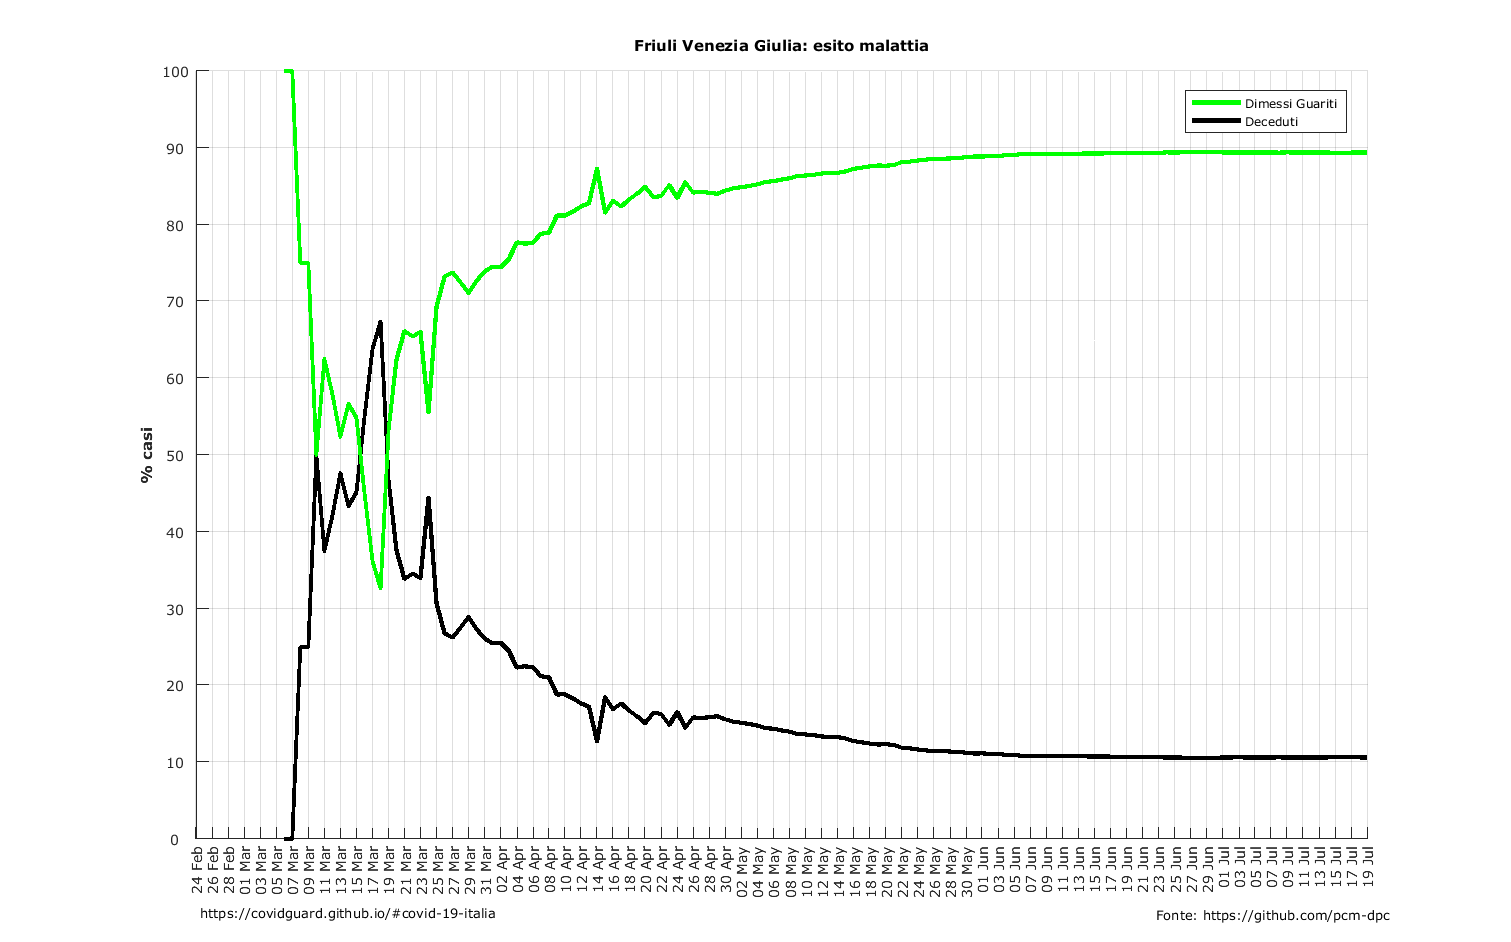 Friuli Venezia Giulia: esito malattia
100
90
80
70
60
50
40
30
20
10
0
% casi
Dimessi Guariti
Deceduti
24 Feb
26 Feb
28 Feb
01 Mar
03 Mar
05 Mar
07 Mar
09 Mar
11 Mar
13 Mar
15 Mar
17 Mar
19 Mar
21 Mar
23 Mar
25 Mar
27 Mar
29 Mar
31 Mar
02 Apr
04 Apr
06 Apr
08 Apr
10 Apr
12 Apr
14 Apr
16 Apr
18 Apr
20 Apr
22 Apr
24 Apr
26 Apr
28 Apr
30 Apr
02 May
04 May
06 May
08 May
10 May
12 May
14 May
16 May
18 May
20 May
22 May
24 May
26 May
28 May
30 May
01 Jun
03 Jun
05 Jun
07 Jun
09 Jun
11 Jun
13 Jun
15 Jun
17 Jun
19 Jun
21 Jun
23 Jun
25 Jun
27 Jun
29 Jun
01 Jul
03 Jul
05 Jul
07 Jul
09 Jul
11 Jul
13 Jul
15 Jul
17 Jul
19 Jul
https://covidguard.github.io/#covid-19-italia
Fonte: https://github.com/pcm-dpc